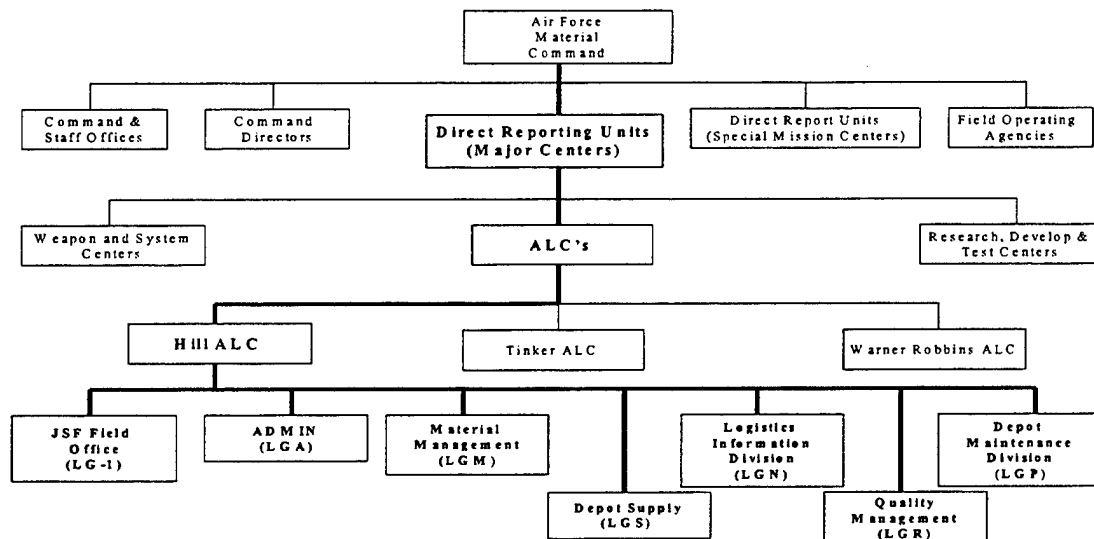 Air Force
Material
Command
Command &
Staff Offices
Command
Directors
Direct Reporting Units
(Major Centers)
Direct Report Units
(Special Mission Centers)
Field Operating
Agencies
Weapon and System
Centers
ALC's
Research, Develop &
Test Centers
Hill ALC
Tinker ALC
Warner Robbins ALC
JSF Field
Office
(LG-1)
ADMIN
(LGA)
Material
Management
(LGM)
Depot Supply
(LGS)
Logistics
Information
Division
(LGN)
Quality
Management
(LGR)
Depot
Maintenance
Division
(LGP)